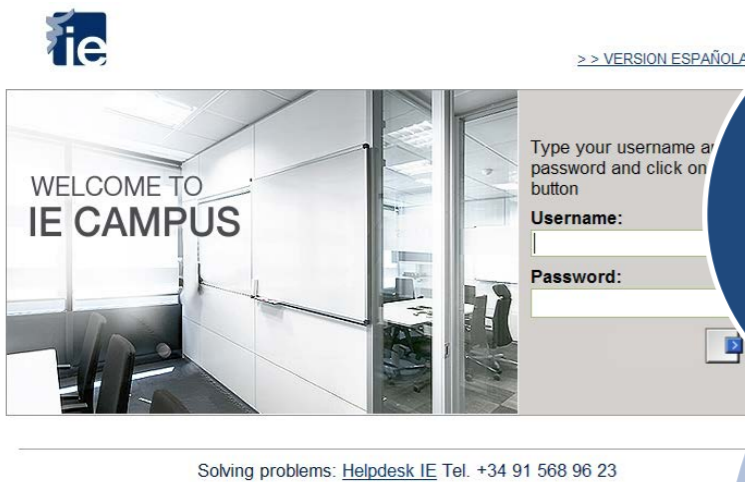 ie
> > VERSION ESPAÑOLA
WELCOME TO
IE CAMPUS
Type your username
password and click on
button
Username:
Password:
Solving problems: Helpdesk IE Tel. +34 91 568 96 23